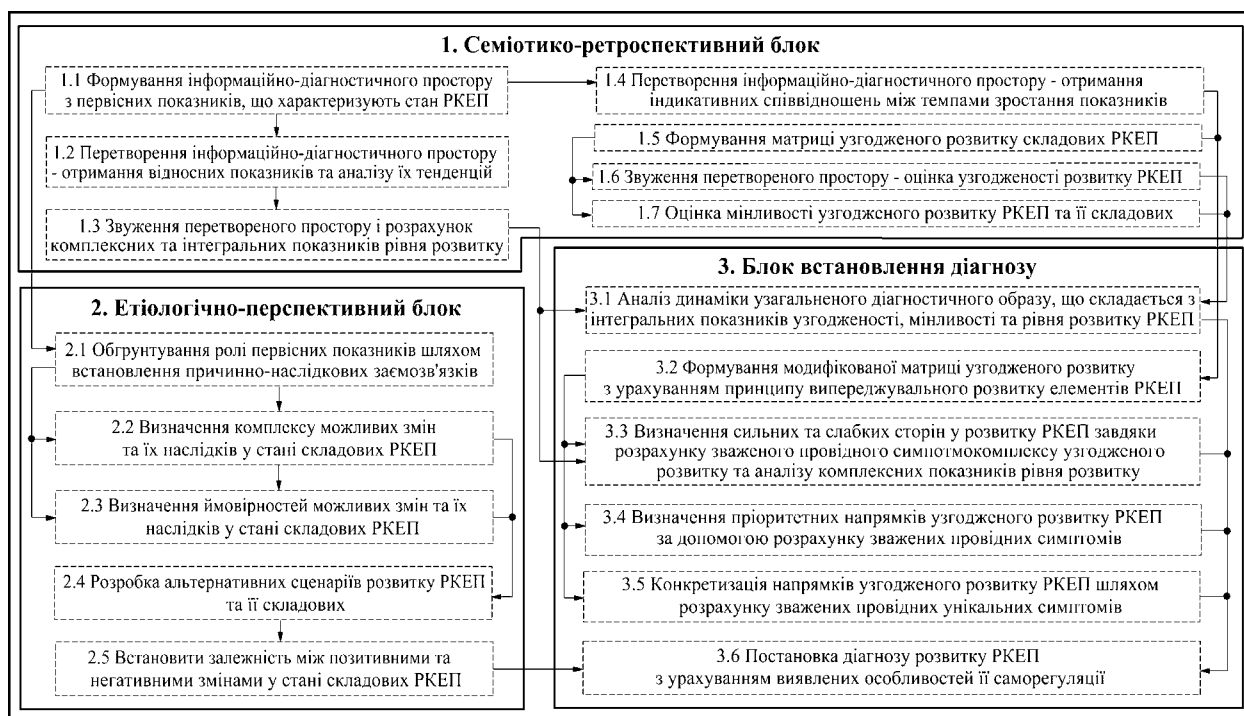 1. Семіотико-ретроспективний блок
1.1 Формування інформаційно-діагностичного простору
з первісних показників, що характеризують стан РКЕП
1.2 Перетворення інформаційно-діагностичного простору
- отримання відносних показників та аналізу їх тенденцій
1.3 Звуження перетвореного простору і розрахунок
комплексних та інтегральних показників рівня розвитку
1.4 Перетворення інформаційно-діагностичного простору - отримання
індикативних співвідношень між темпами зростання показників
1.5 Формування матриці узгодженого розвитку складових РКЕП
1.6 Звуження перетвореного простору - оцінка узгодженості розвитку РКЕП
1.7 Оцінка мінливості узгодженого розвитку РКЕП та її складових
2. Етіологічно-перспективний блок
2.1 Обгрунтування ролі первісних показників шляхом
встановлення причинно-наслідкових взаємозв'язків
2.2 Визначення комплексу можливих змін
та їх наслідків у стані складових РКЕП
2.3 Визначення ймовірностей можливих змін та їх
наслідків у стані складових РКЕП
2.4 Розробка альтернативних сценаріїв розвитку РКЕП
та її складових
2.5 Встановити залежність між позитивними та
негативними змінами у стані складових РКЕП
3. Блок встановлення діагнозу
3.1 Аналіз динаміки узагальненого діагностичного образу, що складається з
інтегральних показників узгодженості, мінливості та рівня розвитку РКЕП
3.2 Формування модифікованої матриці узгодженого розвитку
з урахуванням принципу випереджувального розвитку елементів РКЕП
3.3 Визначення сильних та слабких сторін у розвитку РКЕП завдяки
розрахунку зваженого провідного симпотмокомплексу узгодженого
розвитку та аналізу комплексних показників рівня розвитку
3.4 Визначення пріоритетних напрямків узгодженого розвитку РКЕП
за допомогою розрахунку зважених провідних симптомів
3.5 Конкретизація напрямків узгодженого розвитку РКЕП шляхом
розрахунку зважених провідних унікальних симптомів
3.6 Постановка діагнозу розвитку РКЕП
з урахуванням виявлених особливостей її саморегуляції